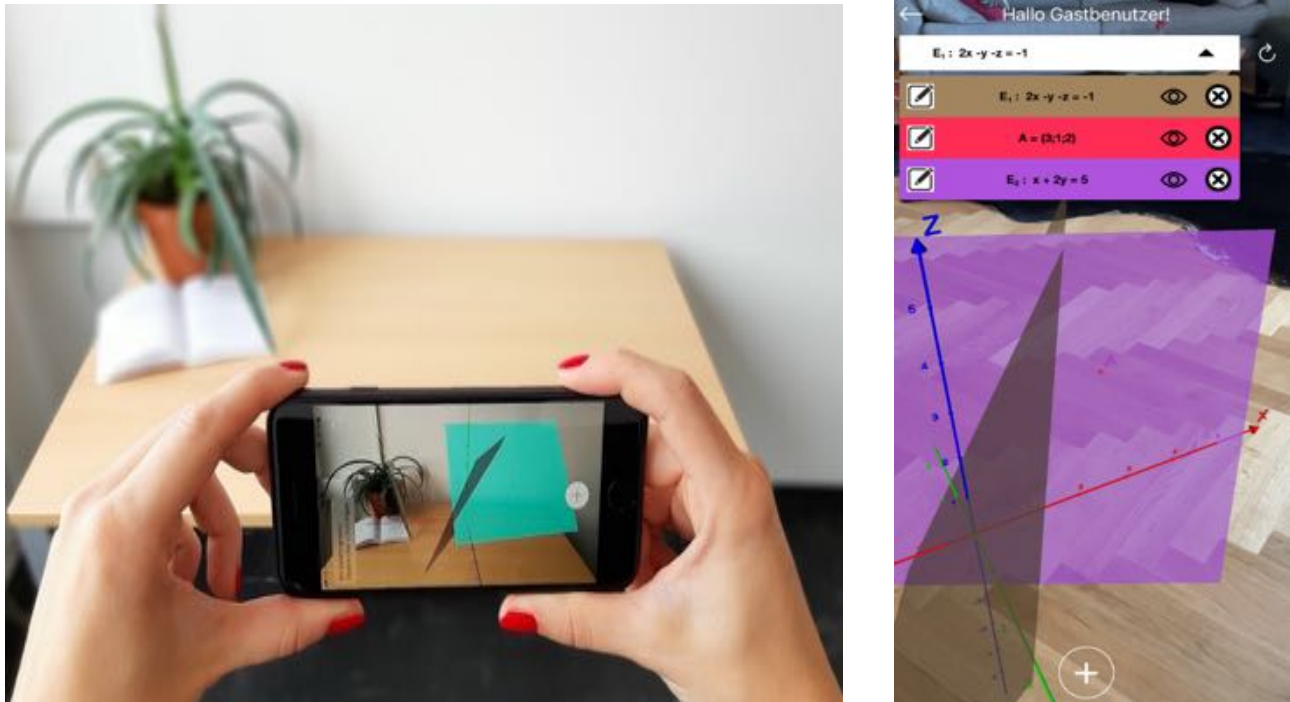 Hallo Gastbenutzer!
E₁ : 2x -y -z = -1
E₁ : 2x -y -z = -1
A = (3;1;2)
E₂ : x + 2y = 5
Z
5
4
3
X